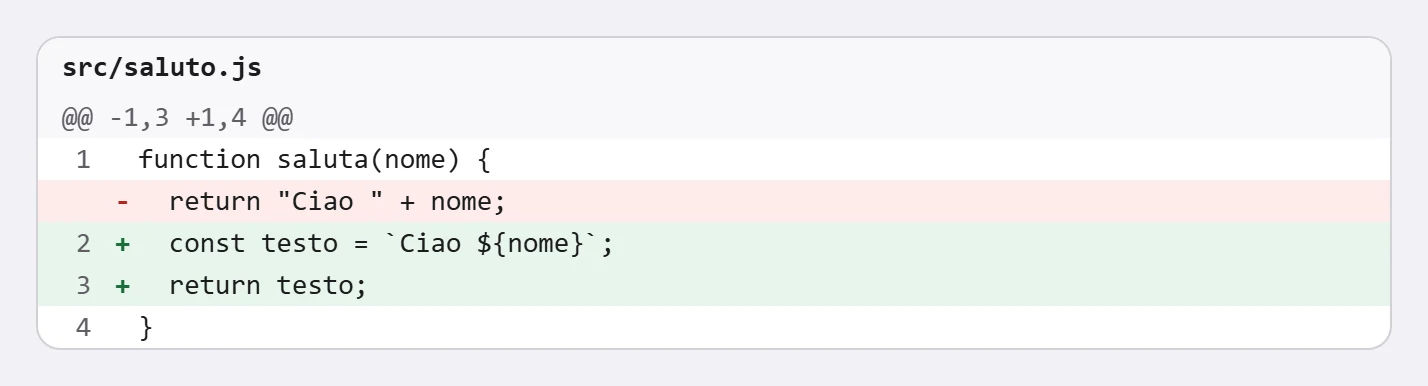 src/saluto.js
@@ -1,3 +1,4 @@
1   function saluta(nome) {
  -   return "Ciao " + nome;
2 +   const testo = `Ciao ${nome}`;
3 +   return testo;
4   }